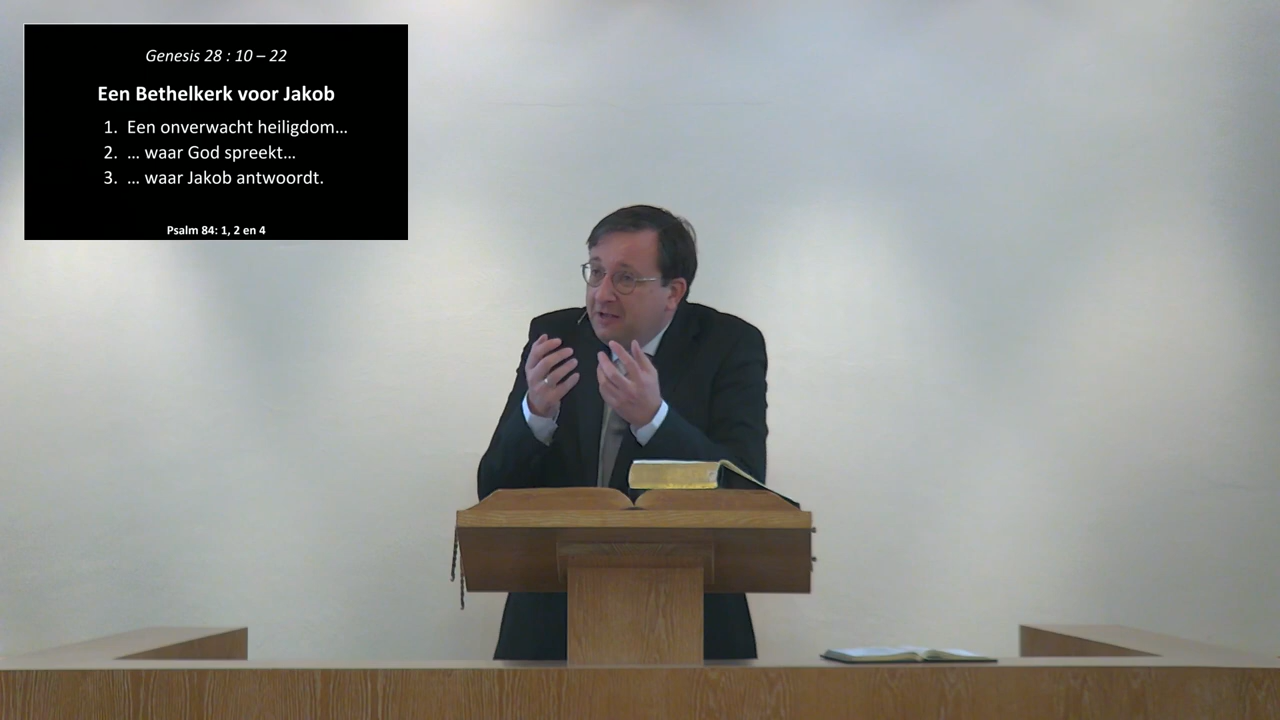 Genesis 28 : 10 – 22
Een Bethelkerk voor Jakob
1. Een onverwacht heiligdom...
2. ... waar God spreekt...
3. ... waar Jakob antwoordt.
Psalm 84: 1, 2 en 4